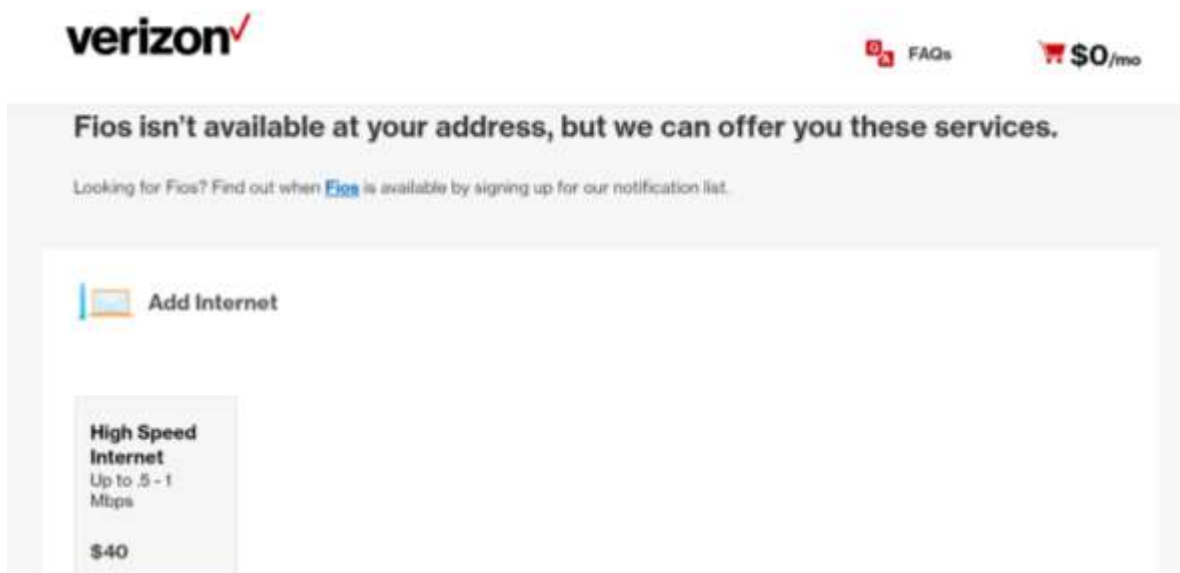 verizon
FAQs
$0/mo
Fios isn't available at your address, but we can offer you these services.
Looking for Fios? Find out when Fios is available by signing up for our notification list.
Add Internet
High Speed
Internet
Up to .5 - 1
Mbps
$40